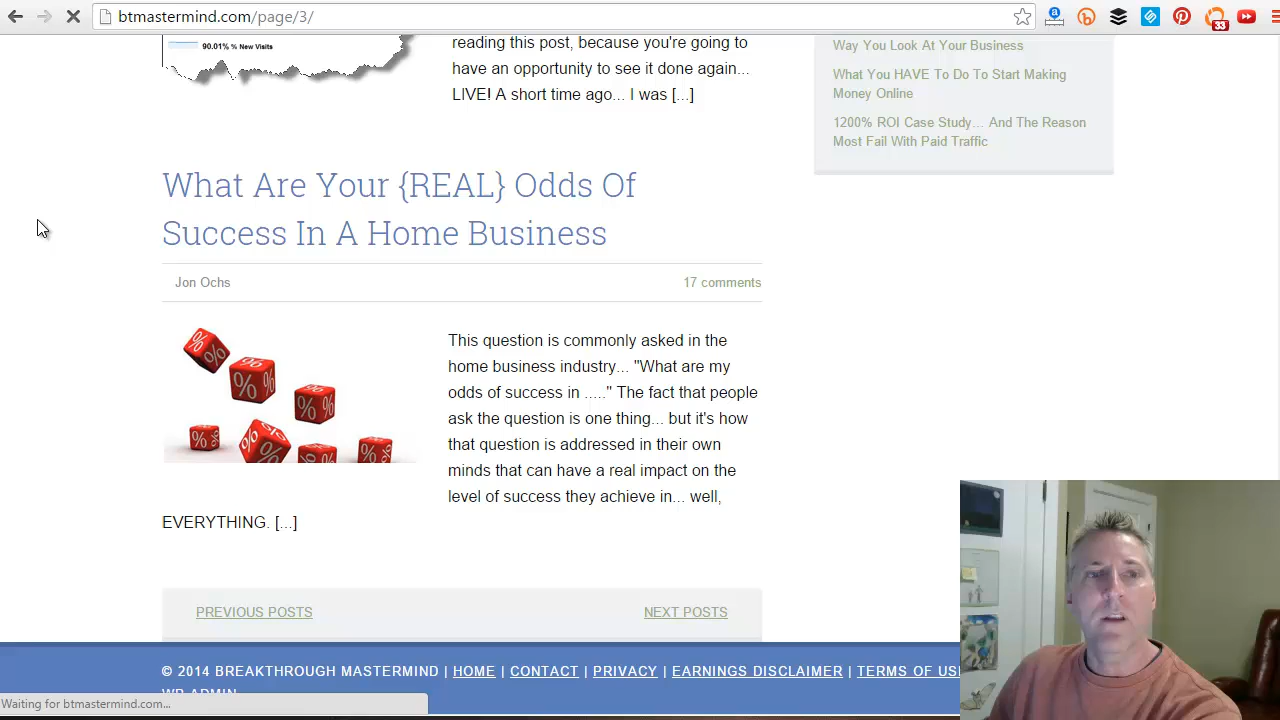 btmastermind.com/page/3/
33
90.01% % New Visits
reading this post, because you're going to
have an opportunity to see it done again...
LIVE! A short time ago... I was [...]
Way You Look At Your Business
What You HAVE To Do To Start Making
Money Online
1200% ROI Case Study... And The Reason
Most Fail With Paid Traffic
What Are Your {REAL} Odds Of
Success In A Home Business
Jon Ochs
17 comments
% % % % % % % % % % % %
This question is commonly asked in the
home business industry... "What are my
odds of success in ....." The fact that people
ask the question is one thing... but it's how
that question is addressed in their own
minds that can have a real impact on the
level of success they achieve in... well,
EVERYTHING. [...]
PREVIOUS POSTS
NEXT POSTS
© 2014 BREAKTHROUGH MASTERMIND | HOME | CONTACT | PRIVACY | EARNINGS DISCLAIMER | TERMS OF US
WP ADMIN
Waiting for btmastermind.com...